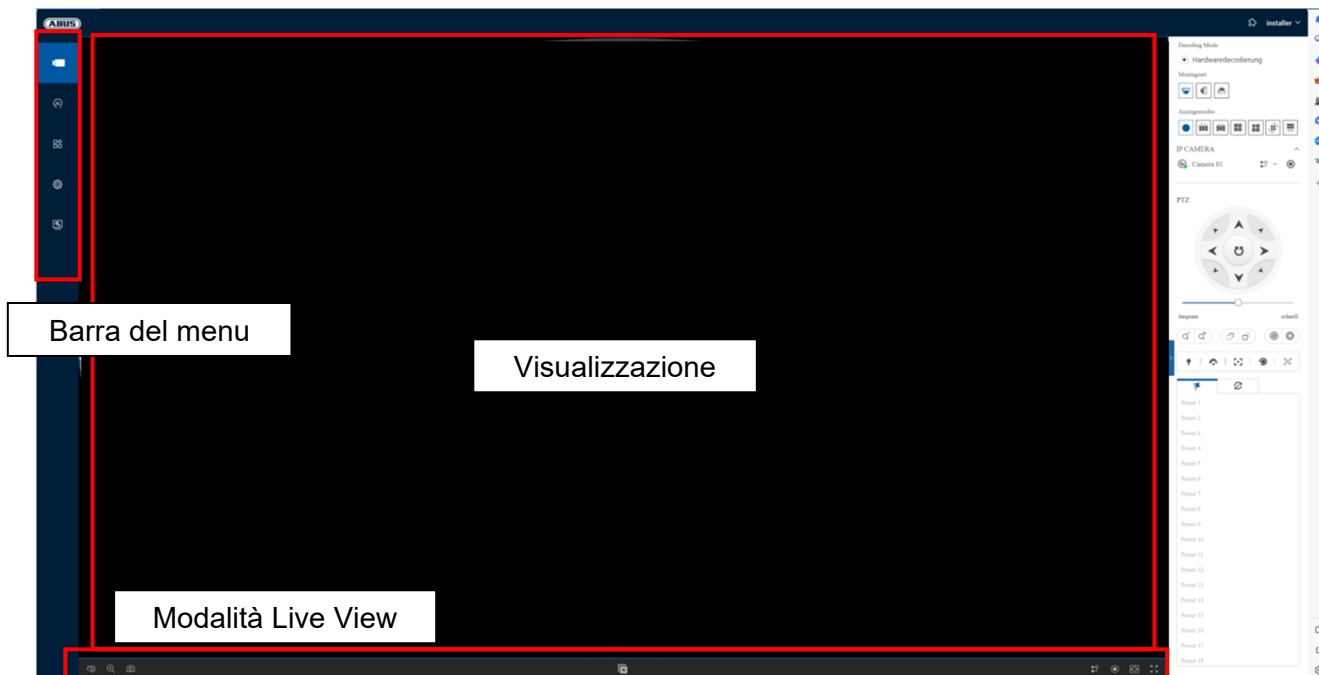 ABUS
installer
Decoding Mode
Hardwaredecodierung
Montageart
Anzeigemodus
IP CAMERA
Camera 01
PTZ
langsam schnell
Barra del menu
Visualizzazione
Modalità Live View
Preset 1
Preset 2
Preset 3
Preset 4
Preset 5
Preset 6
Preset 7
Preset 8
Preset 9
Preset 10
Preset 11
Preset 12
Preset 13
Preset 14
Preset 15
Preset 16
Preset 17
Preset 18